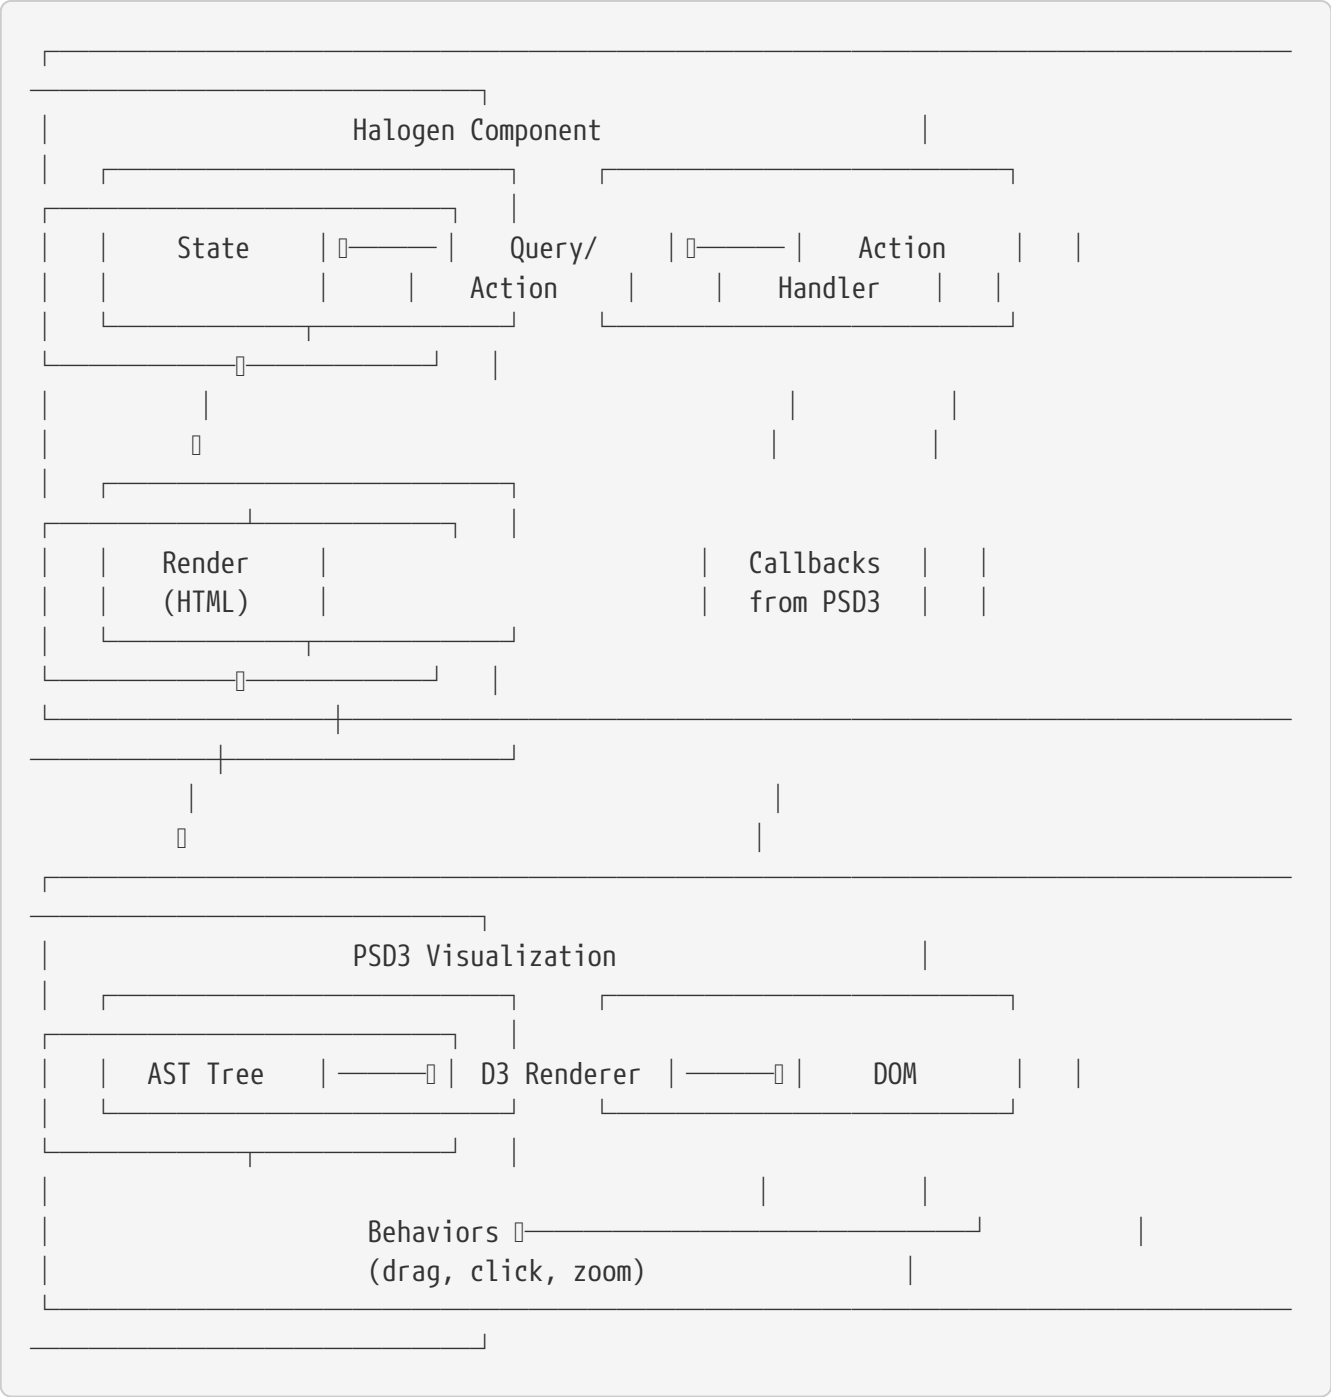 Halogen Component
State Query/ Action
Action Handler
Render Callbacks
(HTML) from PSD3
PSD3 Visualization
AST Tree D3 Renderer DOM
Behaviors
(drag, click, zoom)